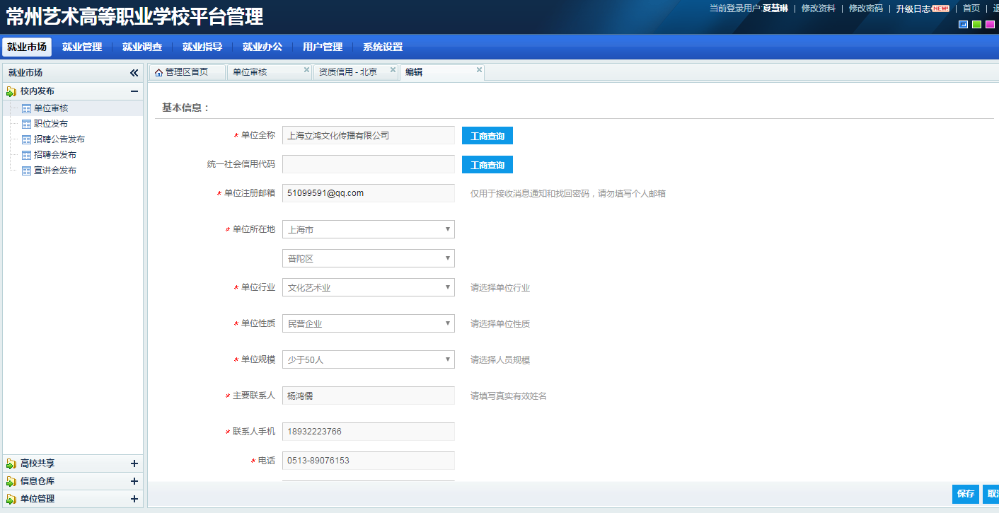 常州艺术高等职业学校平台管理
当前登录用户:夏慧琳 | 修改资料 | 修改密码 | 升级日志 NEW! | 首页 |
就业市场 就业管理 就业调查 就业指导 就业办公 用户管理 系统设置
就业市场
管理区首页 单位审核 资质信用 - 北京 编辑
校内发布
单位审核
职位发布
招聘公告发布
招聘会发布
宣讲会发布
高校共享
信息仓库
单位管理
基本信息：
* 单位全称 上海立鸿文化传播有限公司 工商查询
统一社会信用代码 工商查询
* 单位注册邮箱 51099591@qq.com 仅用于接收消息通知和找回密码，请勿填写个人邮箱
* 单位所在地 上海市
普陀区
* 单位行业 文化艺术业 请选择单位行业
* 单位性质 民营企业 请选择单位性质
* 单位规模 少于50人 请选择人员规模
* 主要联系人 杨鸿儒 请填写真实有效姓名
* 联系人手机 18932223766
* 电话 0513-89076153
保存